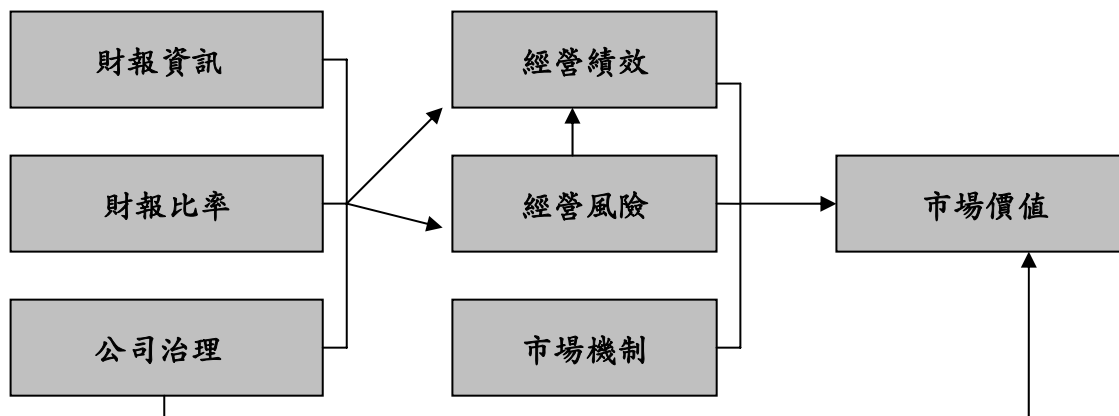 財報資訊
經營績效
財報比率
經營風險
市場價值
公司治理
市場機制